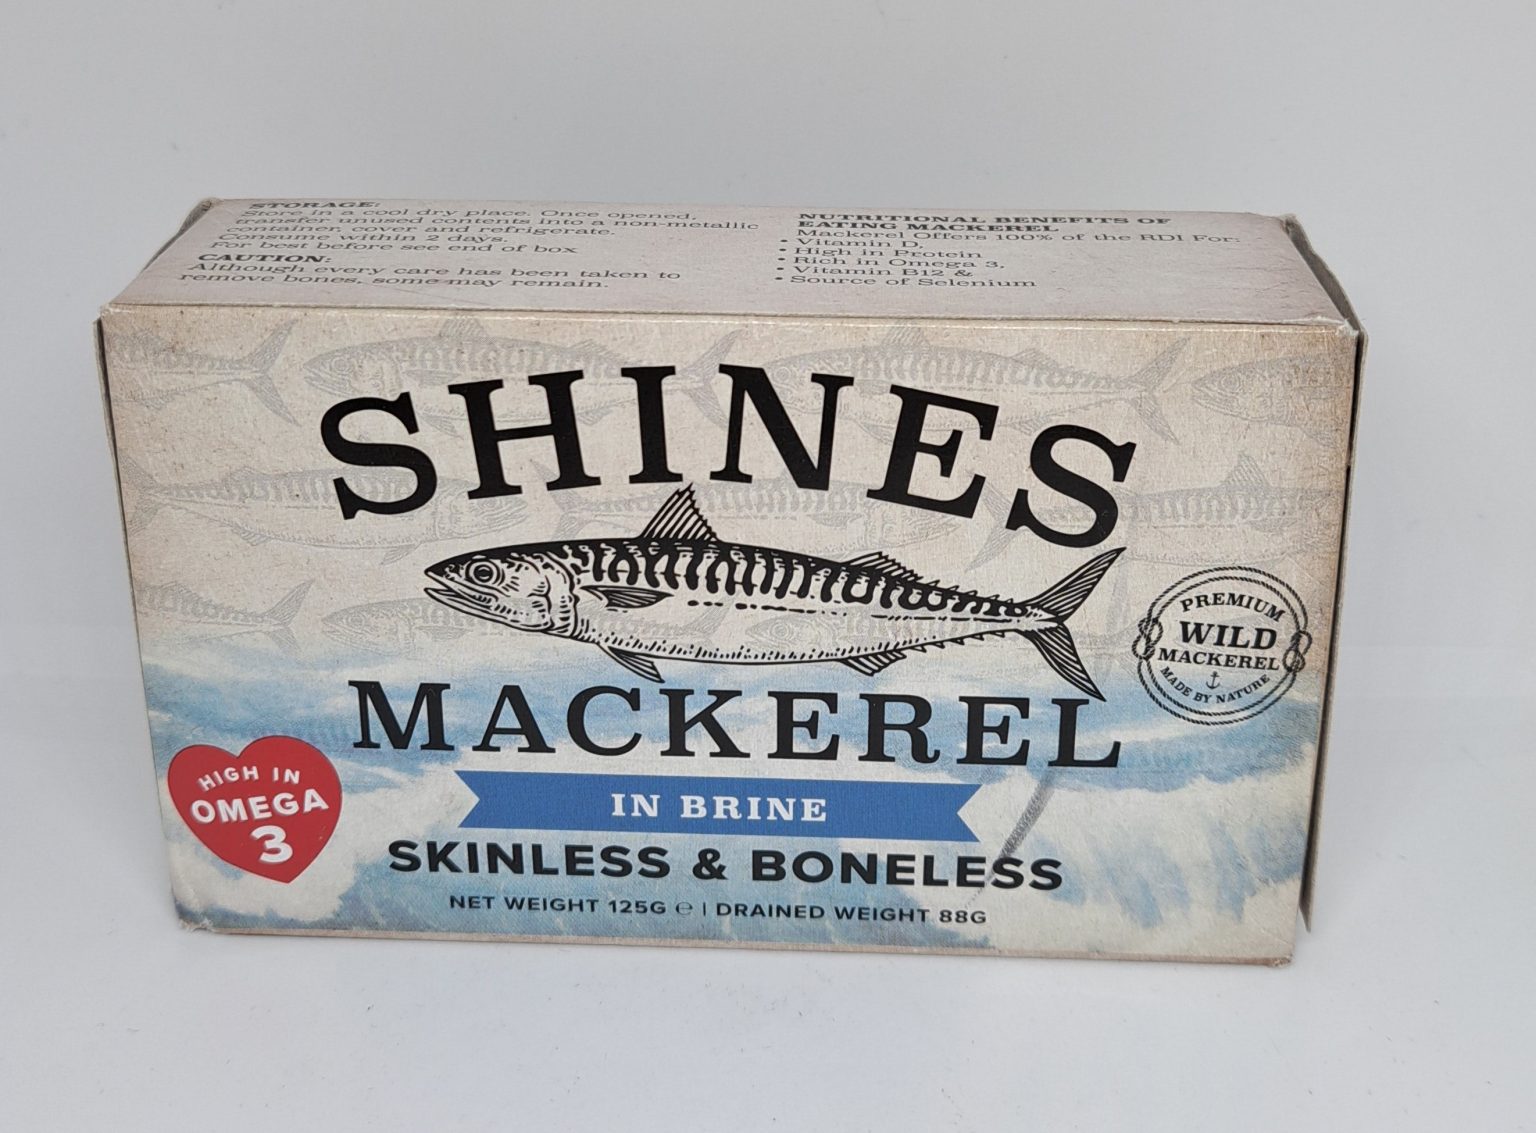 STORAGE:
Store in a cool dry place. Once opened,
transfer unused contents into a non-metallic
container, cover and refrigerate.
Consume within 2 days.
For best before see end of box
CAUTION:
Although every care has been taken to
remove bones, some may remain.
NUTRITIONAL BENEFITS OF
EATING MACKEREL
Mackerel Offers 100% of the RDI For:
• Vitamin D,
• High in Protein
• Rich in Omega 3,
• Vitamin B12 &
• Source of Selenium
SHINES
PREMIUM
WILD
MACKEREL
MADE BY NATURE
MACKEREL
HIGH IN
OMEGA
3
IN BRINE
SKINLESS & BONELESS
NET WEIGHT 125G ℮ | DRAINED WEIGHT 88G